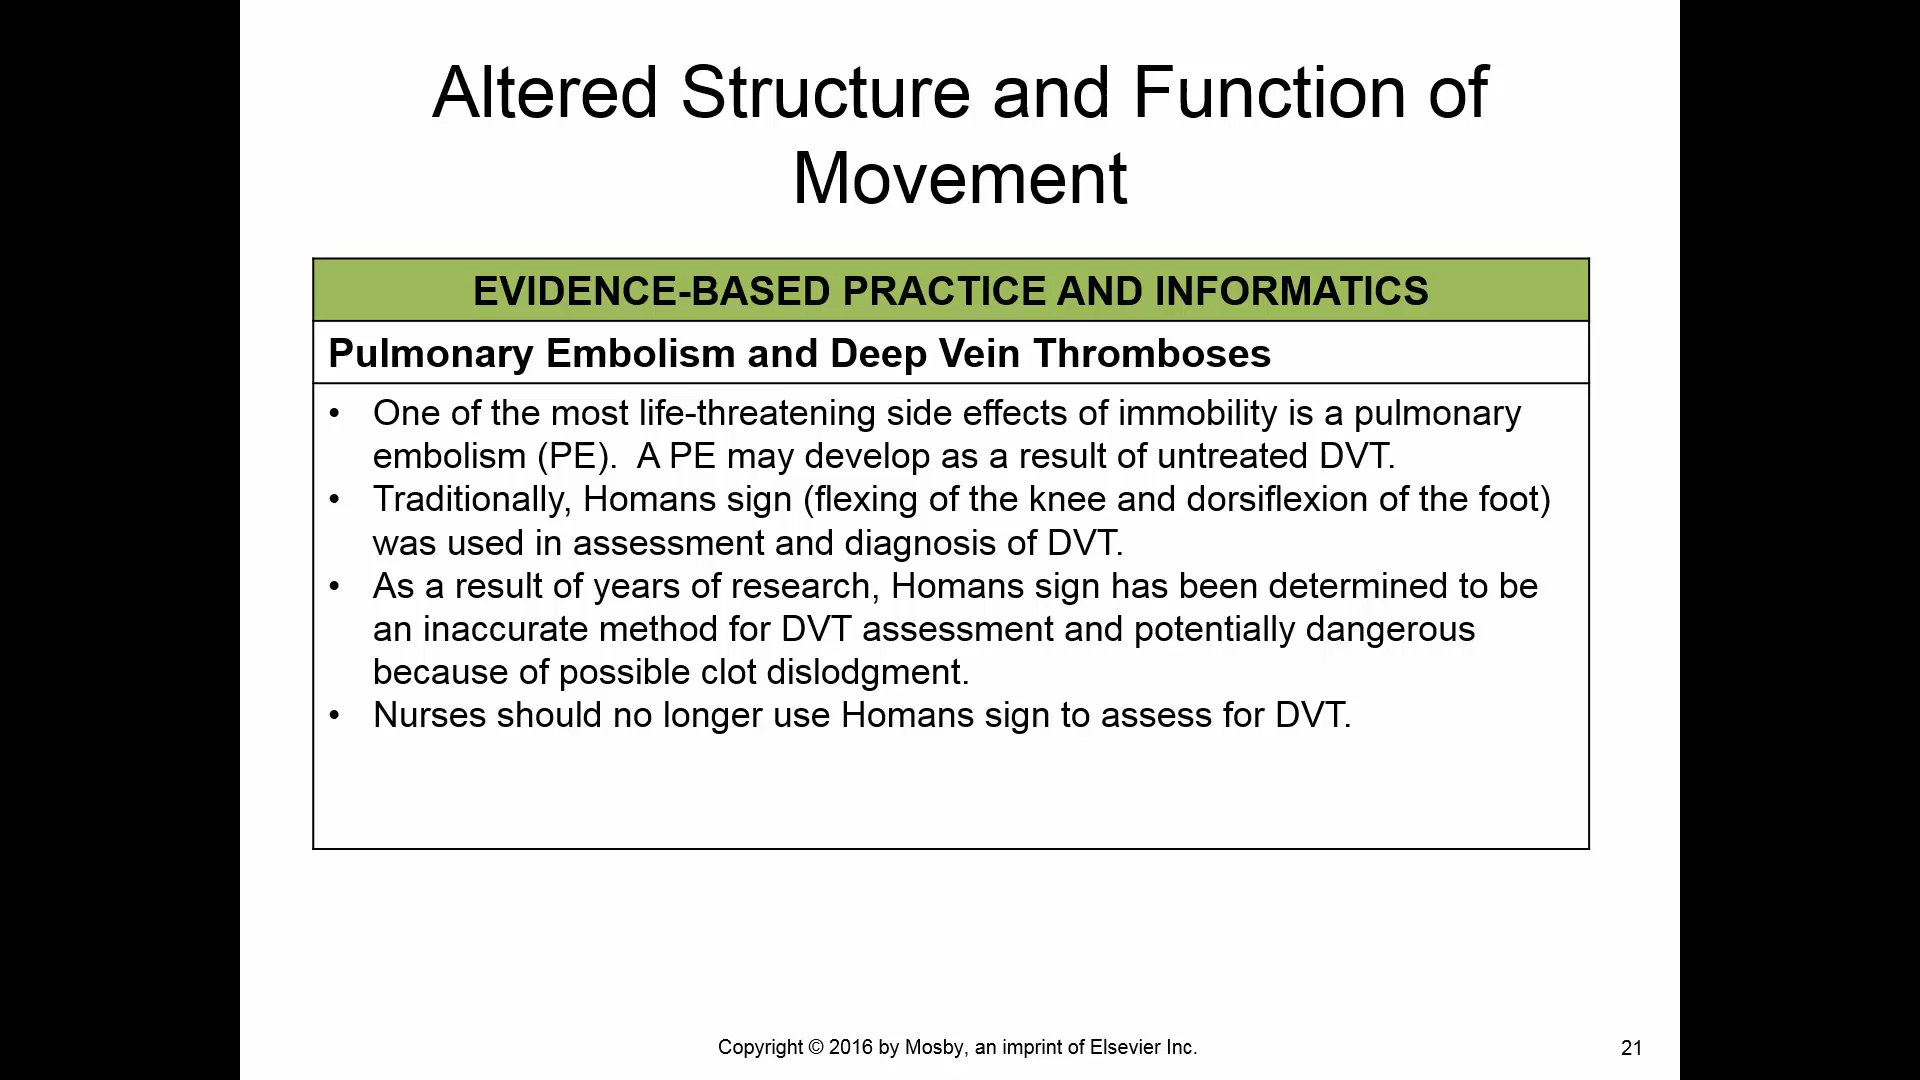 Altered Structure and Function of
Movement
EVIDENCE-BASED PRACTICE AND INFORMATICS
Pulmonary Embolism and Deep Vein Thromboses
• One of the most life-threatening side effects of immobility is a pulmonary
embolism (PE).  A PE may develop as a result of untreated DVT.
• Traditionally, Homans sign (flexing of the knee and dorsiflexion of the foot)
was used in assessment and diagnosis of DVT.
• As a result of years of research, Homans sign has been determined to be
an inaccurate method for DVT assessment and potentially dangerous
because of possible clot dislodgment.
• Nurses should no longer use Homans sign to assess for DVT.
Copyright © 2016 by Mosby, an imprint of Elsevier Inc.
21